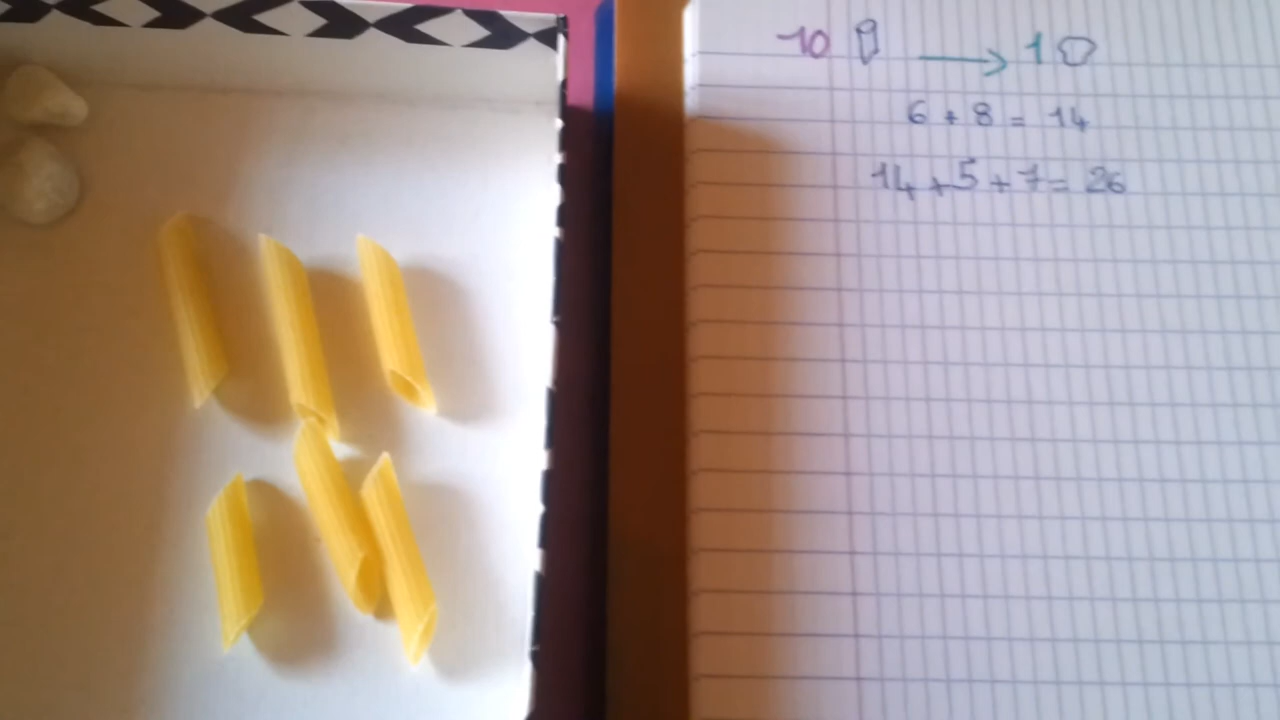 10 → 1
6 + 8 = 14
14 + 5 + 7 = 26